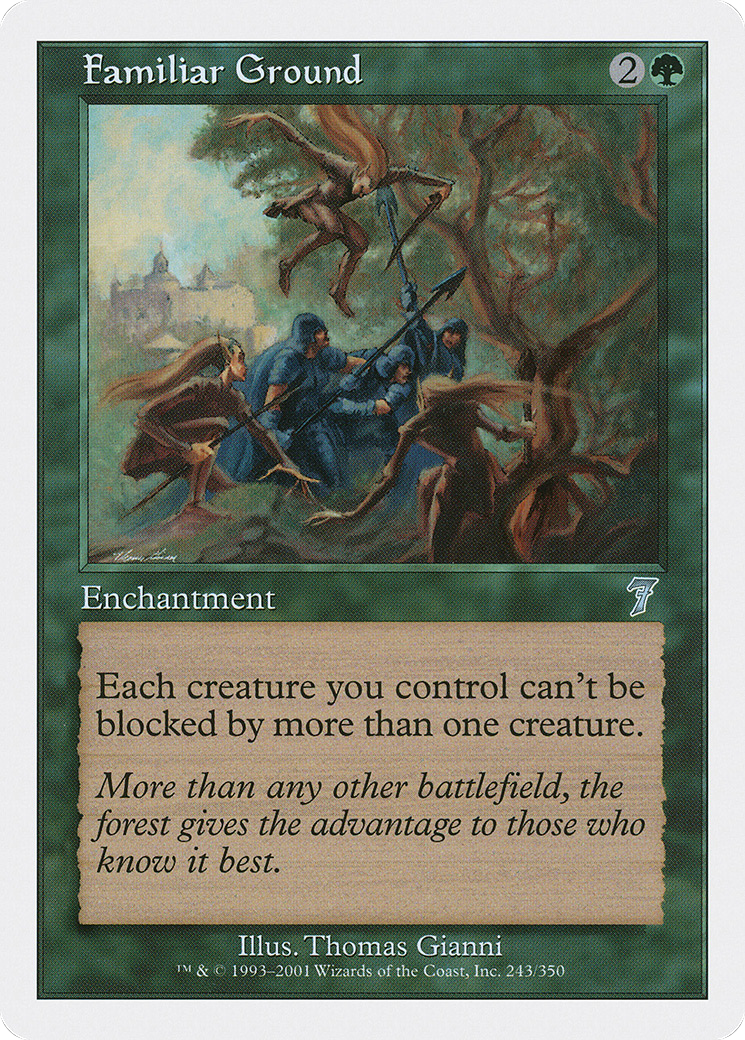 Familiar Ground 2
Enchantment 7
Each creature you control can't be
blocked by more than one creature.
More than any other battlefield, the
forest gives the advantage to those who
know it best.
Illus. Thomas Gianni
™ & © 1993–2001 Wizards of the Coast, Inc. 243/350